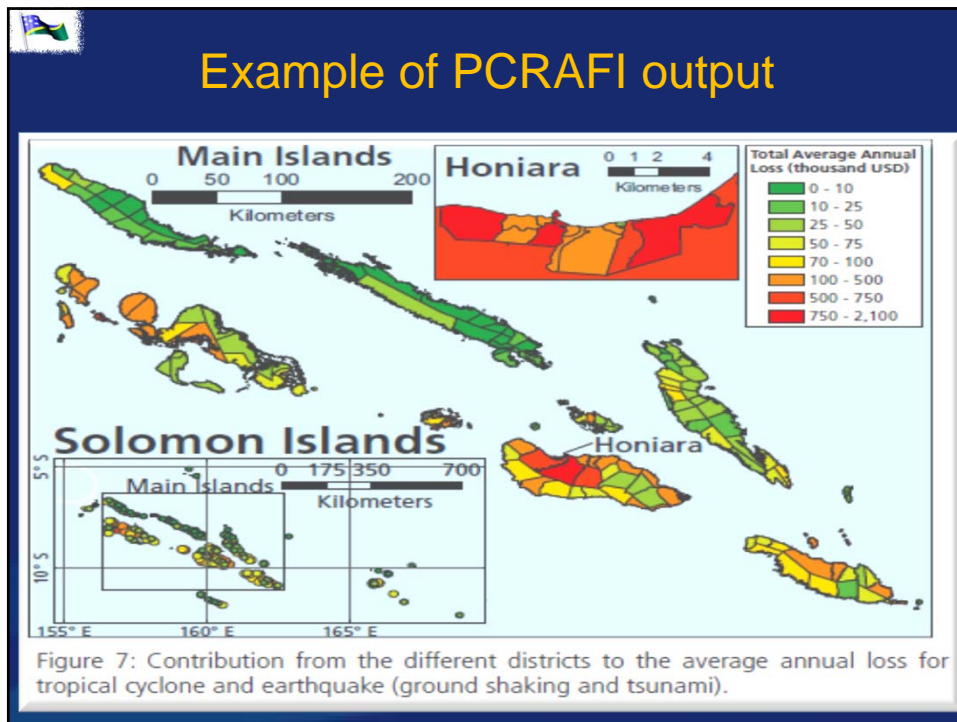 Example of PCRAFI output
Main Islands
0 50 100 200
Kilometers
Honiara
0 1 2 4
Kilometers
Total Average Annual
Loss (thousand USD)
0 - 10
10 - 25
25 - 50
50 - 75
70 - 100
100 - 500
500 - 750
750 - 2,100
Honiara
Solomon Islands
0 175 350 700
Kilometers
Main Islands
5° S
10° S
155° E 160° E 165° E
Figure 7: Contribution from the different districts to the average annual loss for
tropical cyclone and earthquake (ground shaking and tsunami).